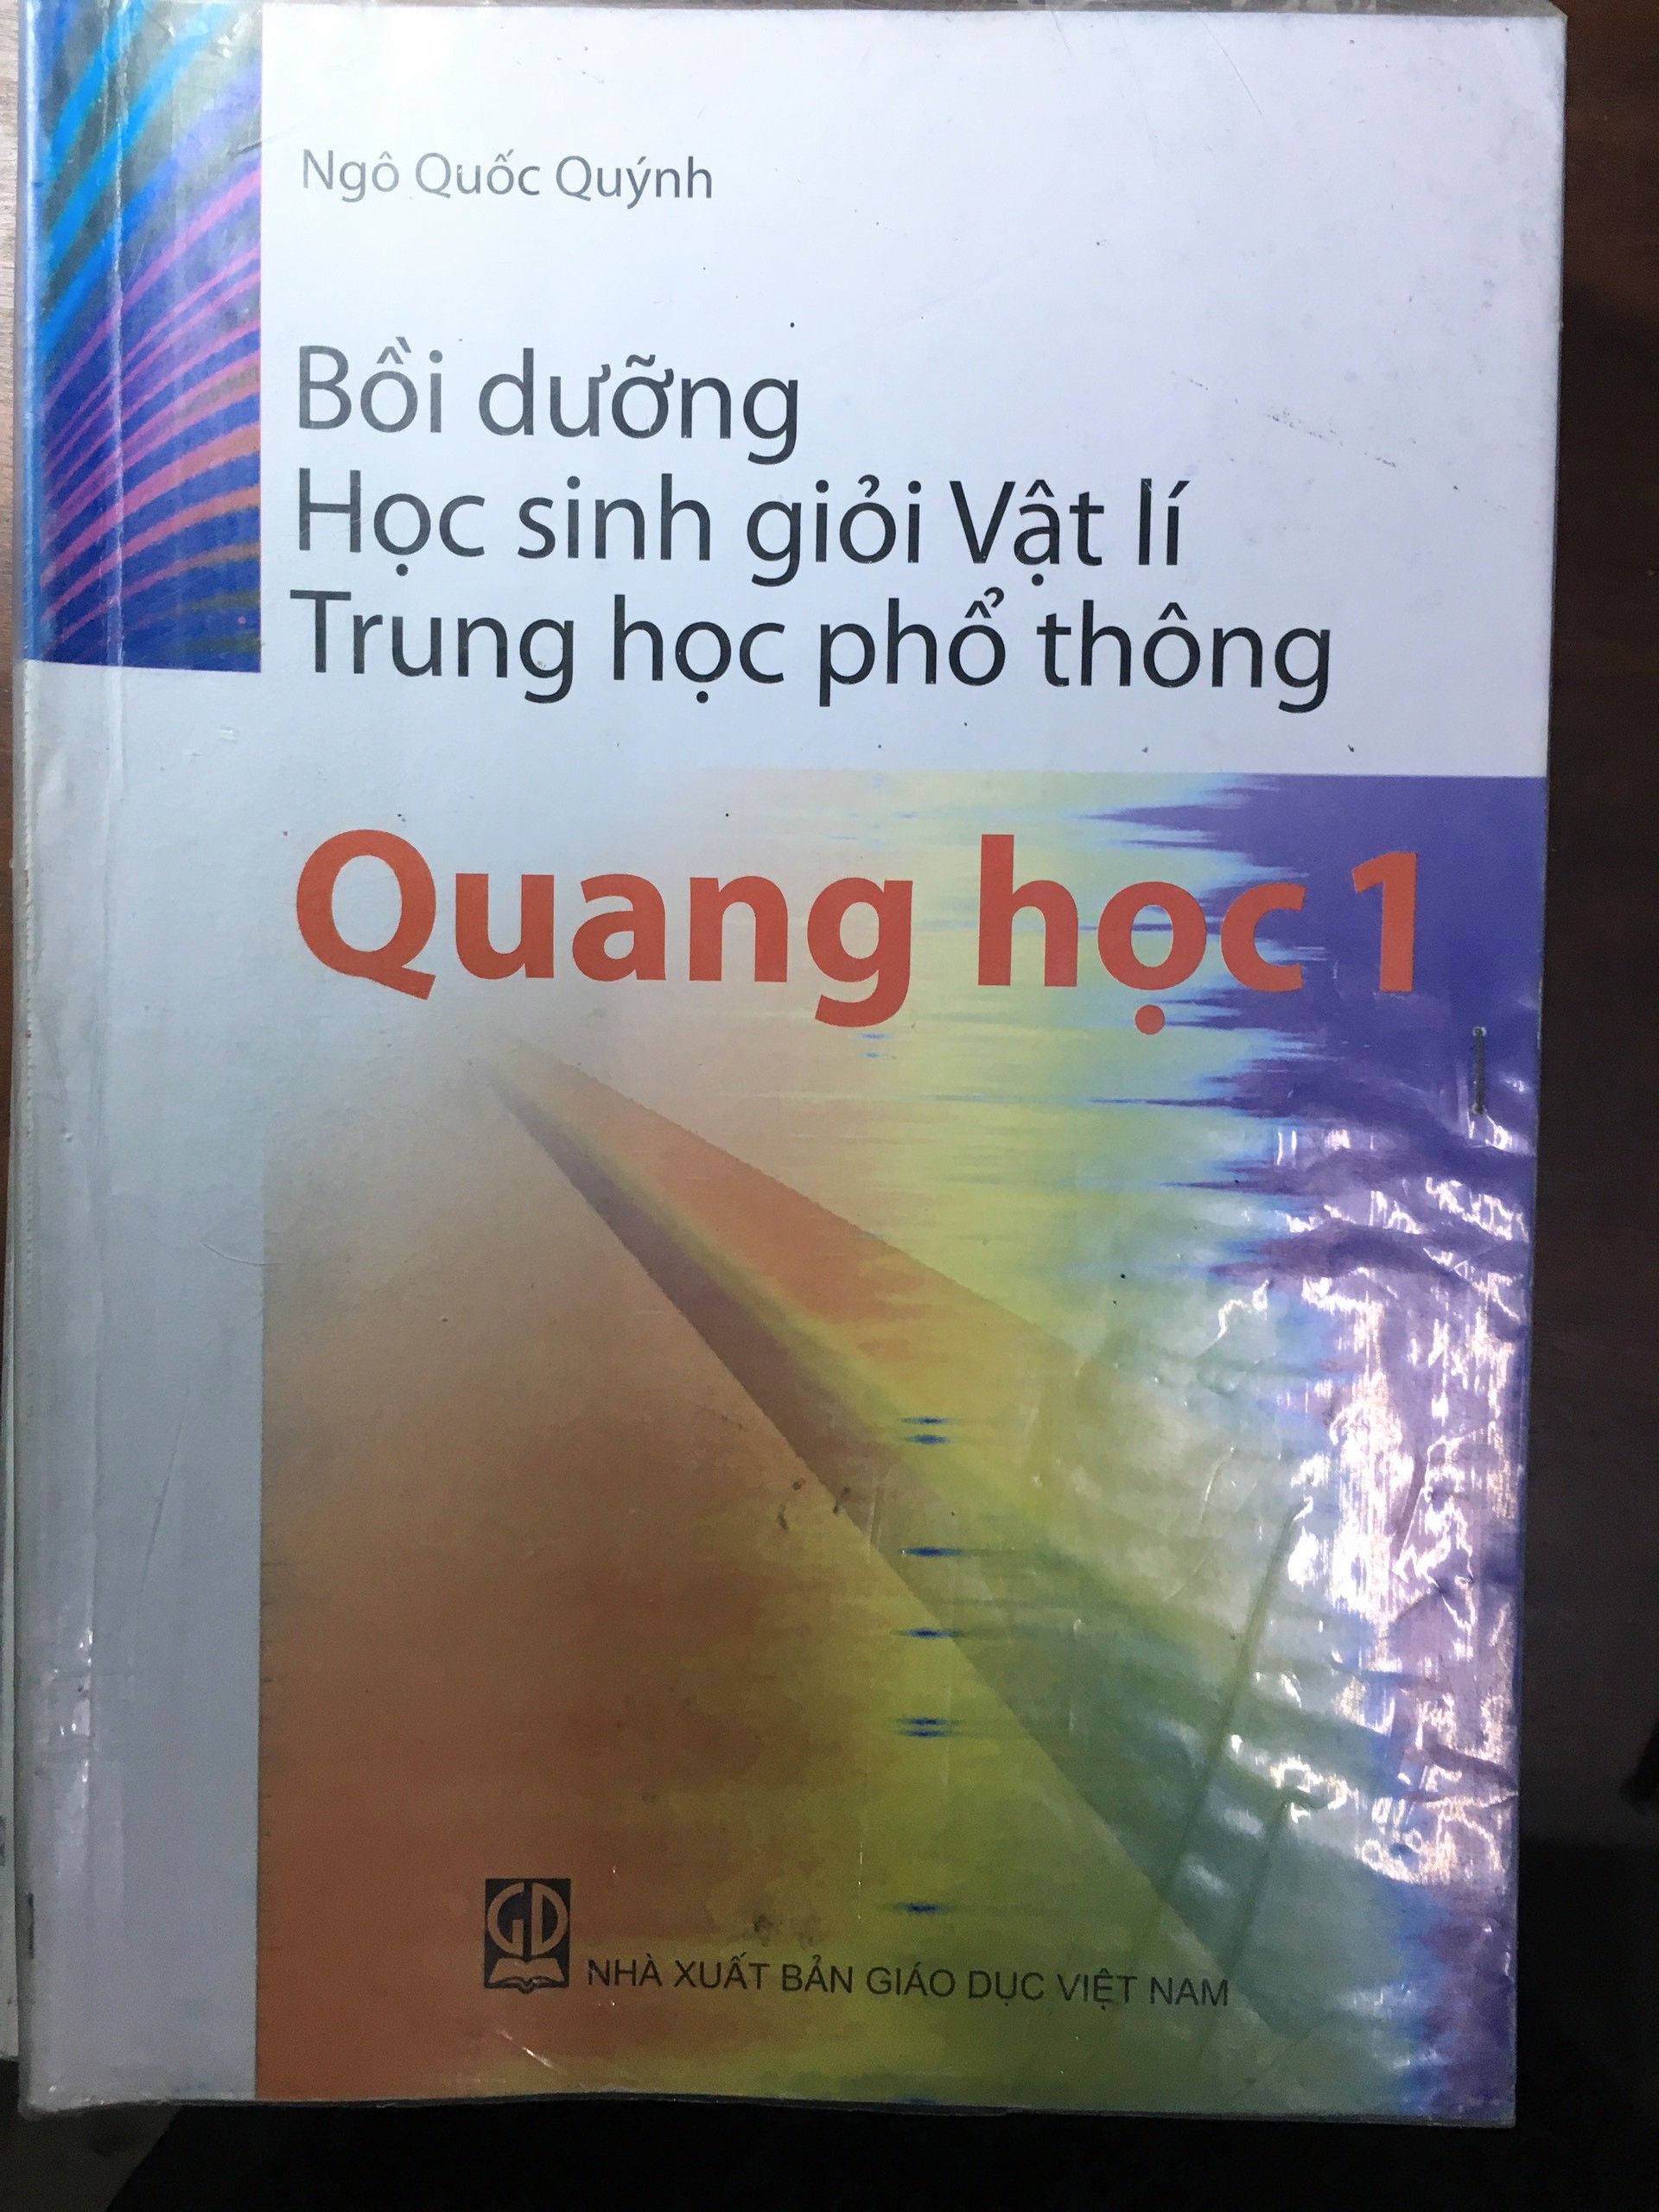 Ngô Quốc Quýnh
Bồi dưỡng
Học sinh giỏi Vật lí
Trung học phổ thông
Quang học 1
GD
NHÀ XUẤT BẢN GIÁO DỤC VIỆT NAM